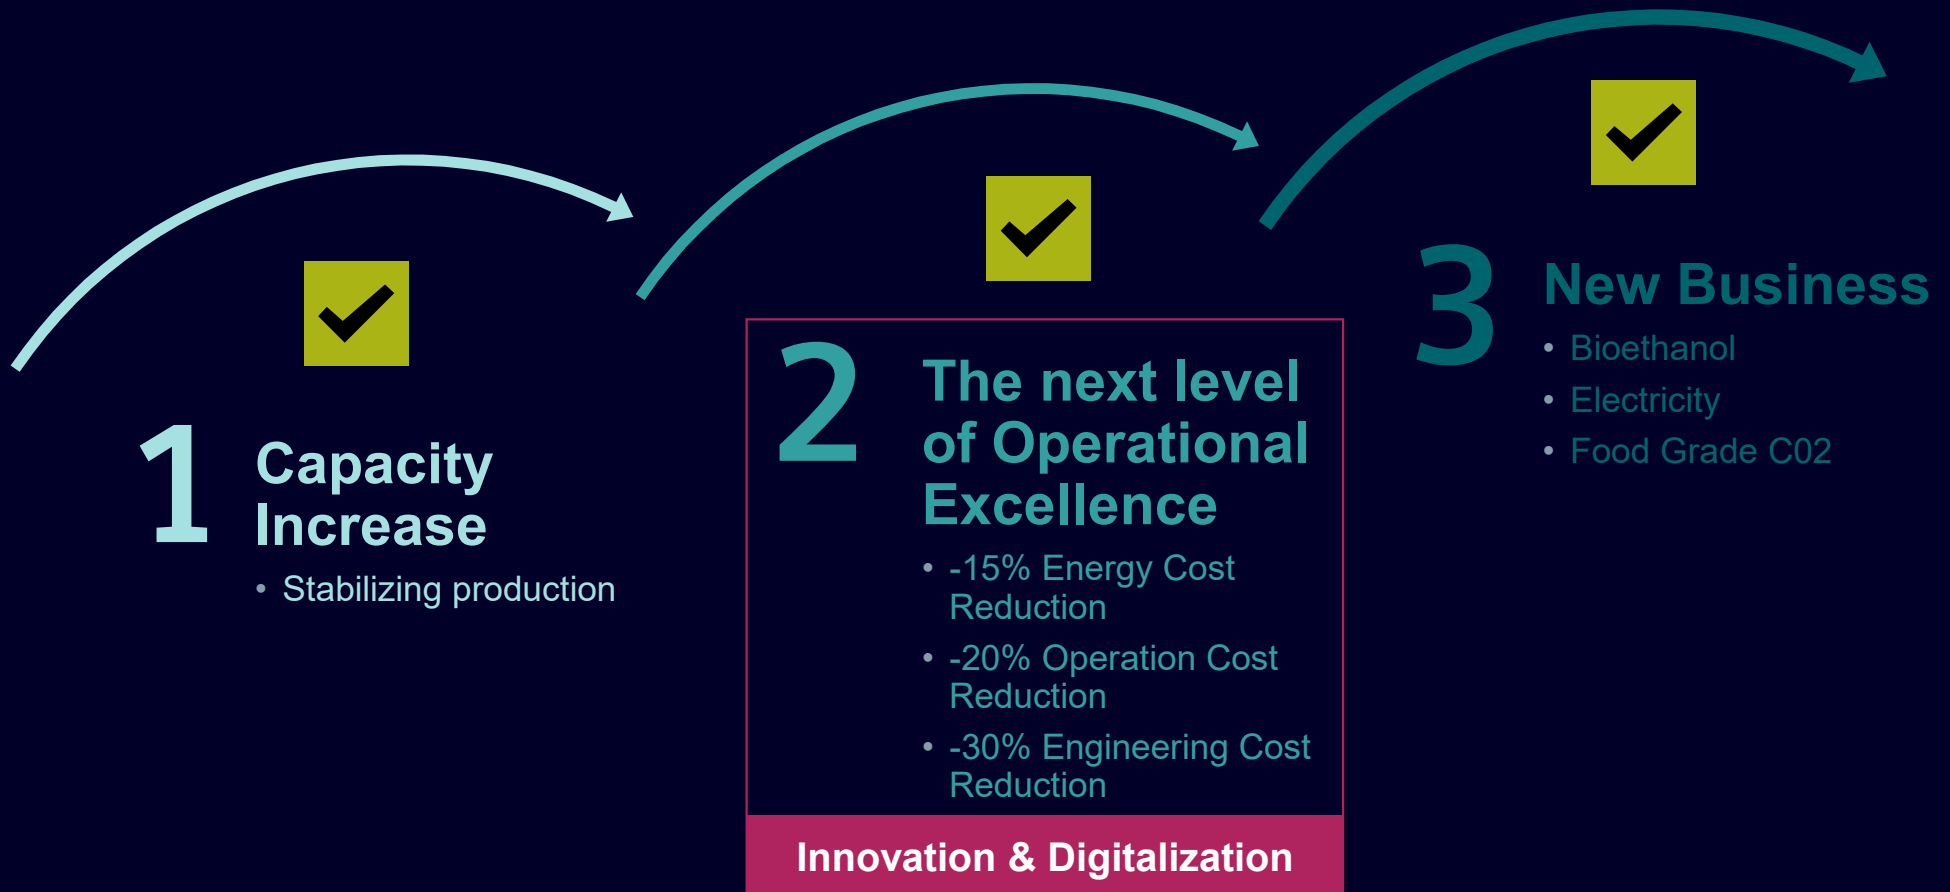 1
Capacity
Increase
• Stabilizing production
2
The next level
of Operational
Excellence
• -15% Energy Cost
Reduction
• -20% Operation Cost
Reduction
• -30% Engineering Cost
Reduction
Innovation & Digitalization
3
New Business
• Bioethanol
• Electricity
• Food Grade C02